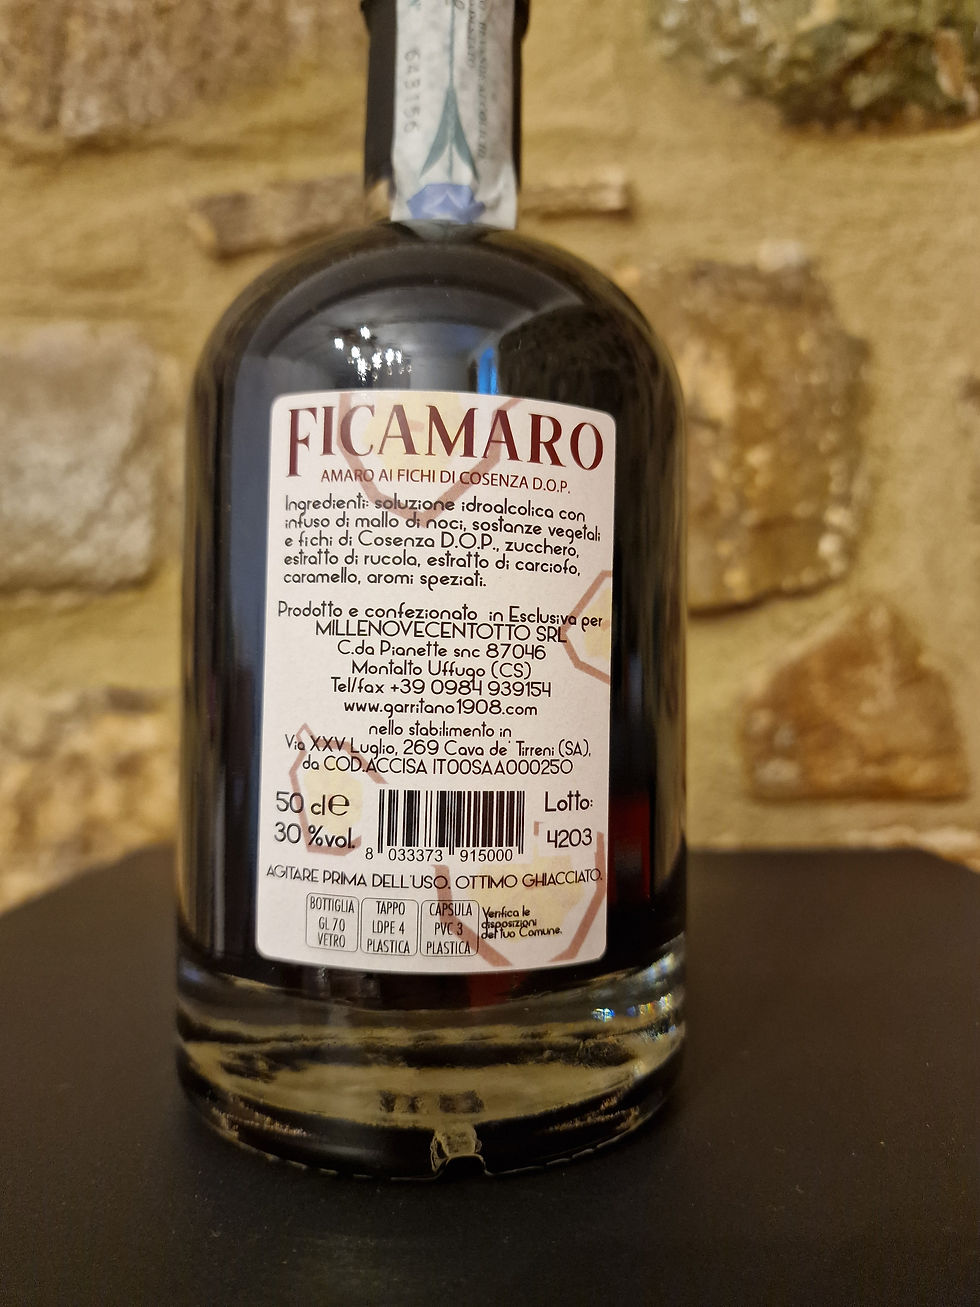 643156
FICAMARO
AMARO AI FICHI DI COSENZA D.O.P.
Ingredienti: soluzione idroalcolica con
infuso di mallo di noci, sostanze vegetali
e fichi di Cosenza D.O.P., zucchero,
estratto di rucola, estratto di carciofo,
caramello, aromi speziati.
Prodotto e confezionato in Esclusiva per
MILLENOVECENTOTTO SRL
C.da Pianette snc 87046
Montalto Uffugo (CS)
Tel/fax +39 0984 939154
www.garritano1908.com
nello stabilimento in
Via XXV Luglio, 269 Cava de' Tirreni (SA),
da COD.ACCISA IT00SAA000250
50 cl e
30 %vol.
8 033373 915000
Lotto:
4203
AGITARE PRIMA DELL'USO. OTTIMO GHIACCIATO.
BOTTIGLIA
GL 70
VETRO
TAPPO
LDPE 4
PLASTICA
CAPSULA
PVC 3
PLASTICA
Verifica le
disposizioni
del tuo Comune.